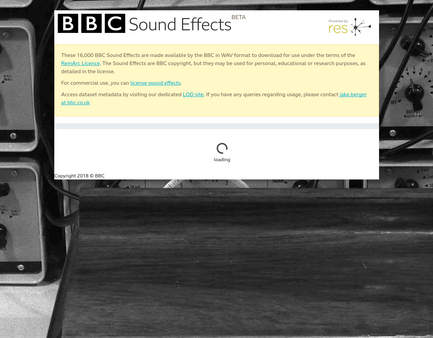 BBC Sound Effects BETA
Powered by
res
These 16,000 BBC Sound Effects are made available by the BBC in WAV format to download for use under the terms of the
RemArc Licence. The Sound Effects are BBC copyright, but they may be used for personal, educational or research purposes, as
detailed in the license.
For commercial use, you can license sound effects.
Access dataset metadata by visiting our dedicated LOD site. If you have any queries regarding usage, please contact jake.berger
at bbc.co.uk
loading
Copyright 2018 © BBC